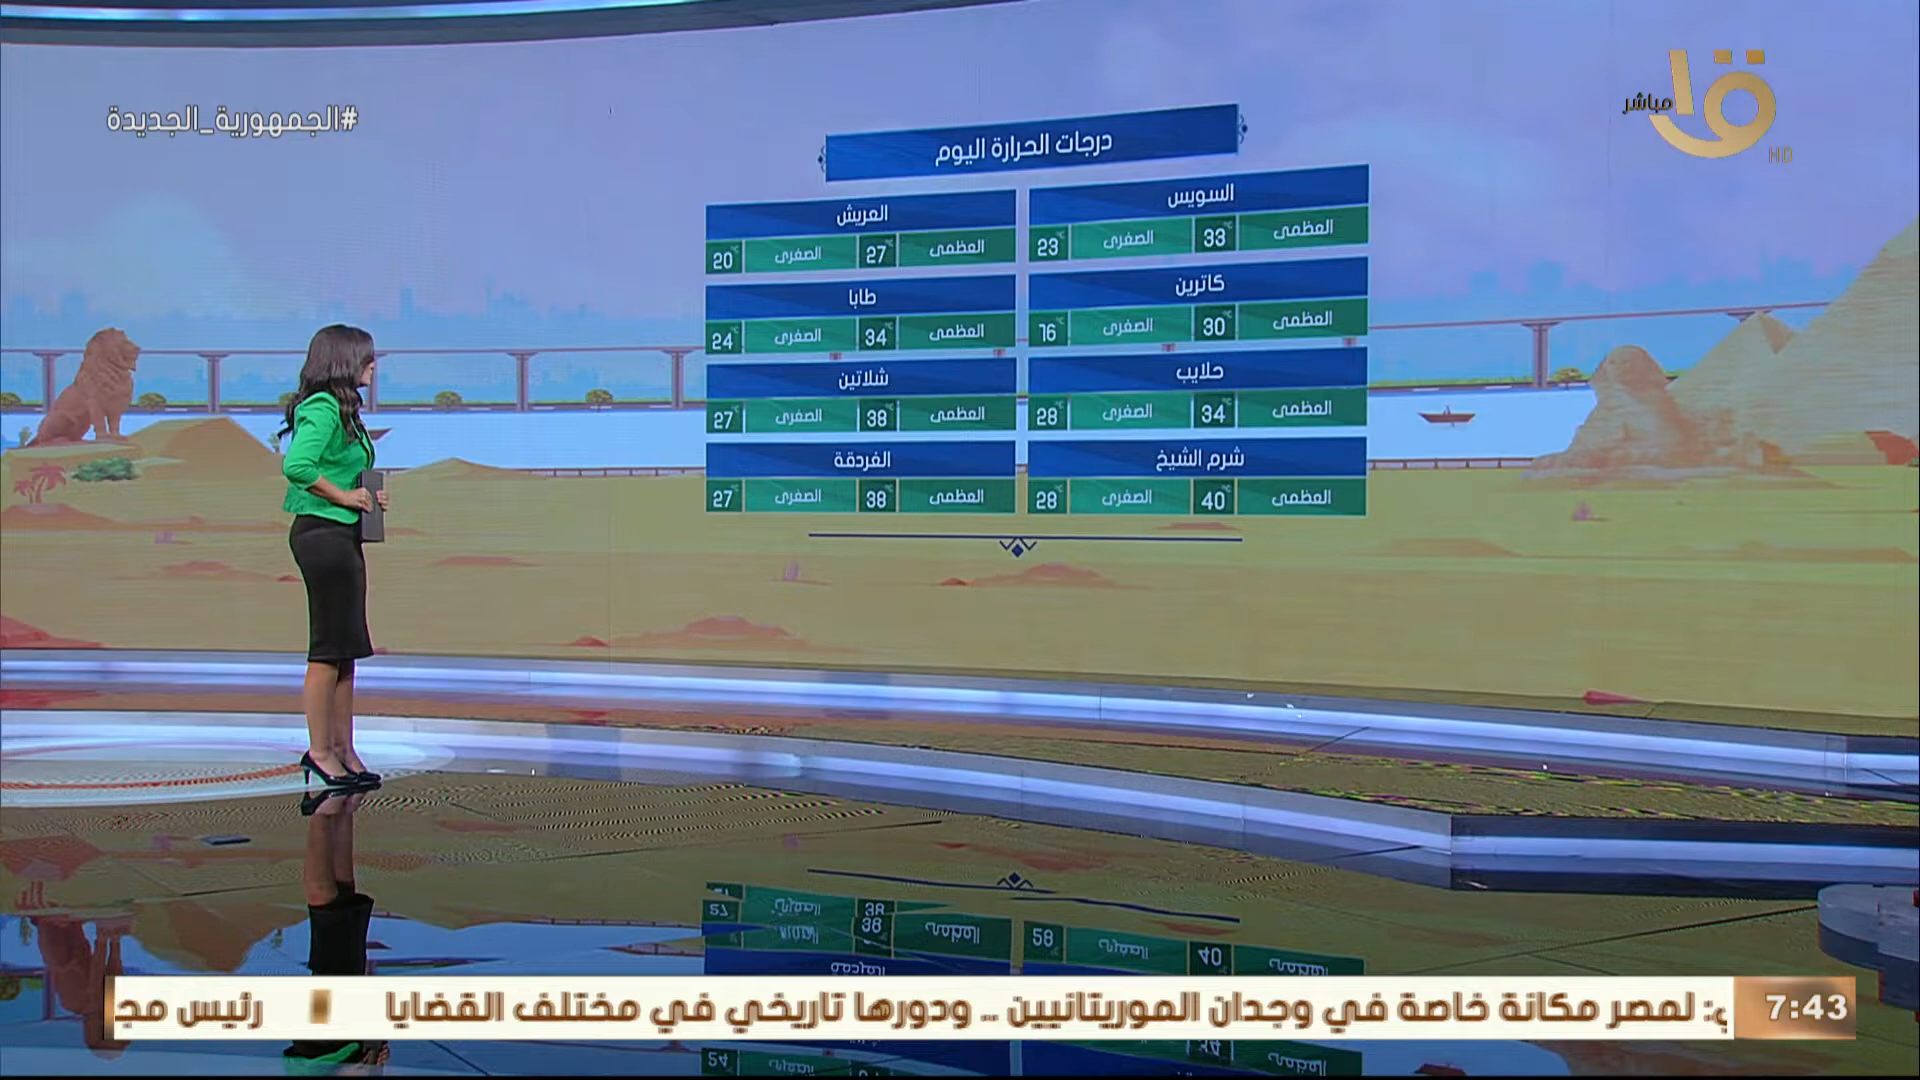 #الجمهورية_الجديدة
مباشر
HD
درجات الحرارة اليوم
السويس
العظمى 33 الصغرى 23
العريش
العظمى 27 الصغرى 20
كاترين
العظمى 30 الصغرى 16
طابا
العظمى 34 الصغرى 24
حلايب
العظمى 34 الصغرى 28
شلاتين
العظمى 38 الصغرى 27
شرم الشيخ
العظمى 40 الصغرى 28
الغردقة
العظمى 38 الصغرى 27
7:43
: لمصر مكانة خاصة في وجدان الموريتانيين .. ودورها تاريخي في مختلف القضايا رئيس